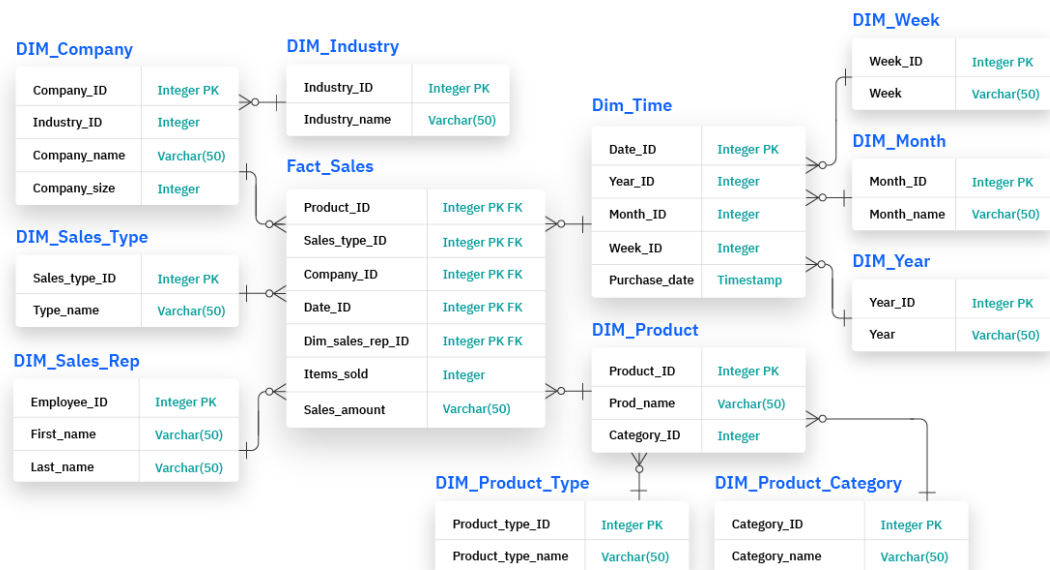 DIM_Company
Company_ID Integer PK
Industry_ID Integer
Company_name Varchar(50)
Company_size Integer
DIM_Industry
Industry_ID Integer PK
Industry_name Varchar(50)
DIM_Sales_Type
Sales_type_ID Integer PK
Type_name Varchar(50)
DIM_Sales_Rep
Employee_ID Integer PK
First_name Varchar(50)
Last_name Varchar(50)
Fact_Sales
Product_ID Integer PK FK
Sales_type_ID Integer PK FK
Company_ID Integer PK FK
Date_ID Integer PK FK
Dim_sales_rep_ID Integer PK FK
Items_sold Integer
Sales_amount Varchar(50)
Dim_Time
Date_ID Integer PK
Year_ID Integer
Month_ID Integer
Week_ID Integer
Purchase_date Timestamp
DIM_Week
Week_ID Integer PK
Week Varchar(50)
DIM_Month
Month_ID Integer PK
Month_name Varchar(50)
DIM_Year
Year_ID Integer PK
Year Varchar(50)
DIM_Product
Product_ID Integer PK
Prod_name Varchar(50)
Category_ID Integer
DIM_Product_Type
Product_type_ID Integer PK
Product_type_name Varchar(50)
DIM_Product_Category
Category_ID Integer PK
Category_name Varchar(50)